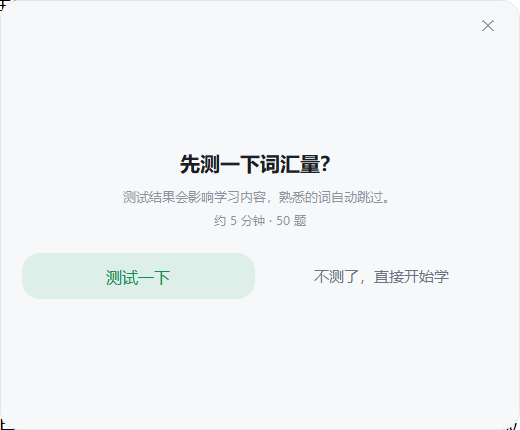 先测一下词汇量？
测试结果会影响学习内容，熟悉的词自动跳过。
约 5 分钟 · 50 题
测试一下
不测了，直接开始学